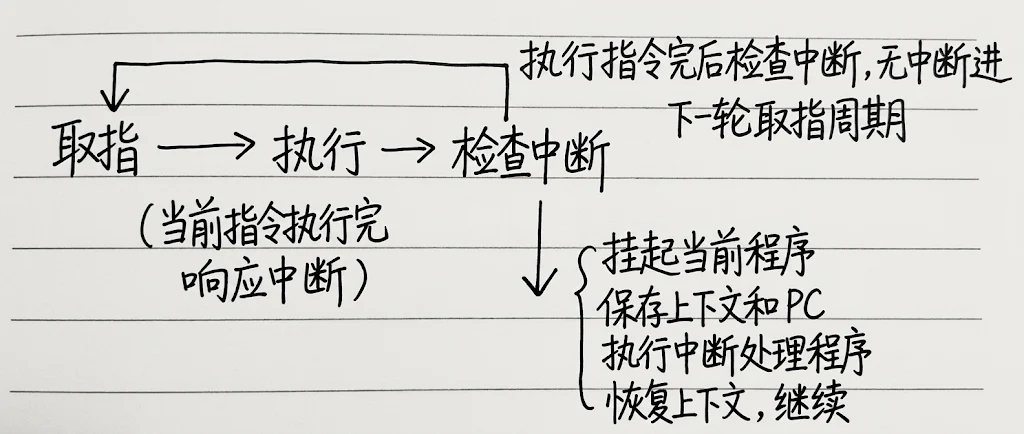 执行指令完后检查中断,无中断进
下一轮取指周期
取指 → 执行 → 检查中断
(当前指令执行完
响应中断)
挂起当前程序
保存上下文和PC
执行中断处理程序
恢复上下文,继续